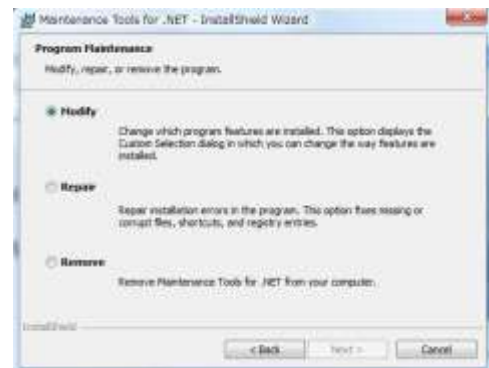 Maintenance Tools for .NET - InstallShield Wizard
Program Maintenance
Modify, repair, or remove the program.
Modify
Change which program features are installed. This option displays the
Custom Selection dialog in which you can change the way features are
installed.
Repair
Repair installation errors in the program. This option fixes missing or
corrupt files, shortcuts, and registry entries.
Remove
Remove Maintenance Tools for .NET from your computer.
InstallShield
< Back
Next >
Cancel